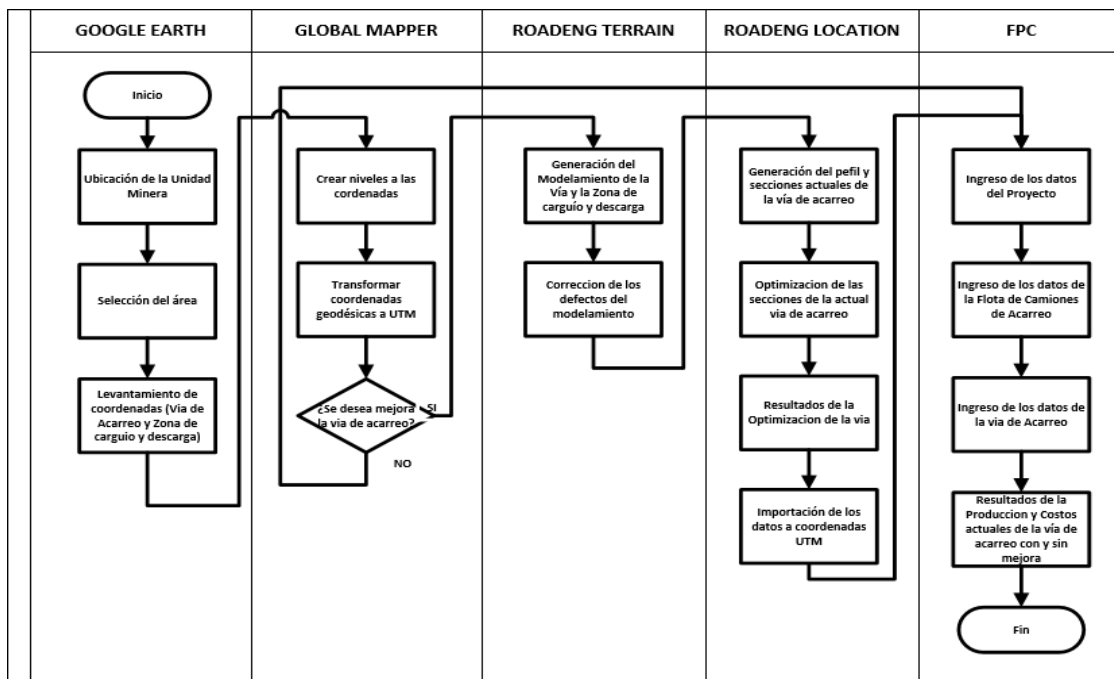 GOOGLE EARTH
GLOBAL MAPPER
ROADENG TERRAIN
ROADENG LOCATION
FPC
Inicio
Ubicación de la Unidad
Minera
Selección del área
Levantamiento de
coordenadas (Via de
Acarreo y Zona de
carguio y descarga)
Crear niveles a las
cordenadas
Transformar
coordenadas
geodésicas a UTM
¿Se desea mejora
la via de acarreo?
SI
NO
Generación del
Modelamiento de la
Vía y la Zona de
carguío y descarga
Correccion de los
defectos del
modelamiento
Generación del pefil y
secciones actuales de
la vía de acarreo
Optimizacion de las
secciones de la actual
via de acarreo
Resultados de la
Optimizacion de la via
Importación de los
datos a coordenadas
UTM
Ingreso de los datos
del Proyecto
Ingreso de los datos de
la Flota de Camiones
de Acarreo
Ingreso de los datos de
la via de Acarreo
Resultados de la
Produccion y Costos
actuales de la vía de
acarreo con y sin
mejora
Fin